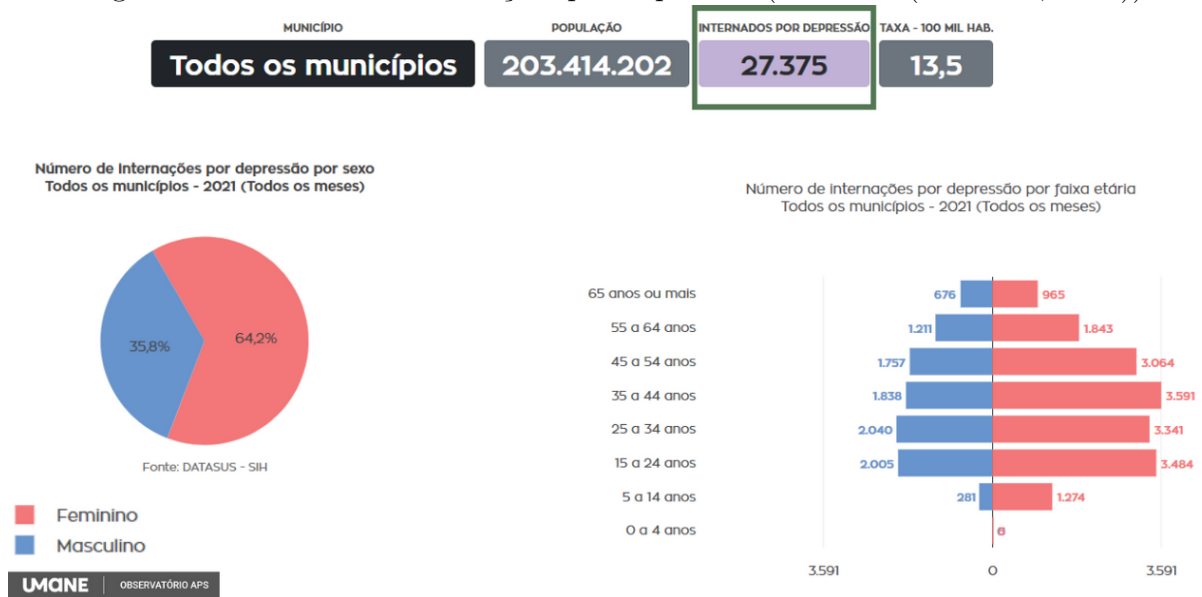 MUNICÍPIO
POPULAÇÃO
INTERNADOS POR DEPRESSÃO
TAXA - 100 MIL HAB.
Todos os municípios
203.414.202
27.375
13,5
Número de Internações por depressão por sexo
Todos os municípios - 2021 (Todos os meses)
35,8%
64,2%
Fonte: DATASUS - SIH
Feminino
Masculino
UMANE
OBSERVATÓRIO APS
Número de internações por depressão por faixa etária
Todos os municípios - 2021 (Todos os meses)
65 anos ou mais
676
965
55 a 64 anos
1.211
1.843
45 a 54 anos
1.757
3.064
35 a 44 anos
1.838
3.591
25 a 34 anos
2.040
3.341
15 a 24 anos
2.005
3.484
5 a 14 anos
281
1.274
0 a 4 anos
3.591
0
3.591